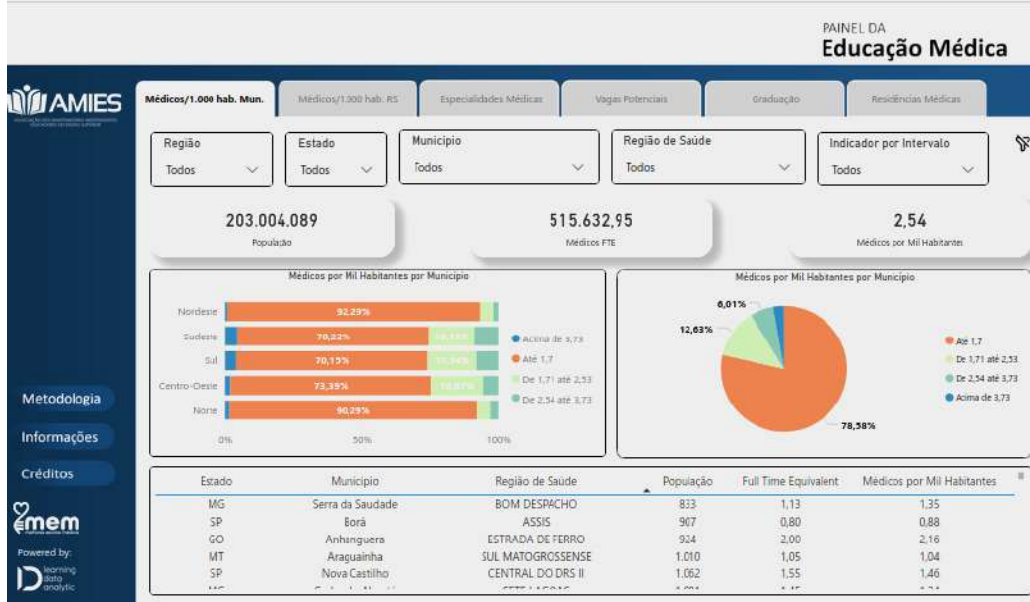 PAINEL DA
Educação Médica
AMIES
Médicos/1.000 hab. Mun.
Médicos/1.000 hab. RS
Especialidades Médicas
Vagas Potenciais
Graduação
Residências Médicas
Região
Todos
Estado
Todos
Município
Todos
Região de Saúde
Todos
Indicador por Intervalo
Todos
203.004.089
População
515.632,95
Médicos FTE
2,54
Médicos por Mil Habitantes
Médicos por Mil Habitantes por Município
Nordeste
92,29%
Sudeste
70,22%
Sul
70,15%
Centro-Oeste
73,39%
Norte
90,29%
0%
50%
100%
Acima de 3,73
Até 1,7
De 1,71 até 2,53
De 2,54 até 3,73
Médicos por Mil Habitantes por Município
6,01%
12,63%
78,58%
Até 1,7
De 1,71 até 2,53
De 2,54 até 3,73
Acima de 3,73
Metodologia
Informações
Créditos
emem
Powered by:
learning
data
analytic
Estado Município Região de Saúde População Full Time Equivalent Médicos por Mil Habitantes
MG Serra da Saudade BOM DESPACHO 833 1,13 1,35
SP Borá ASSIS 907 0,80 0,88
GO Anhanguera ESTRADA DE FERRO 924 2,00 2,16
MT Araguainha SUL MATOGROSSENSE 1.010 1,05 1,04
SP Nova Castilho CENTRAL DO DRS II 1.062 1,55 1,46